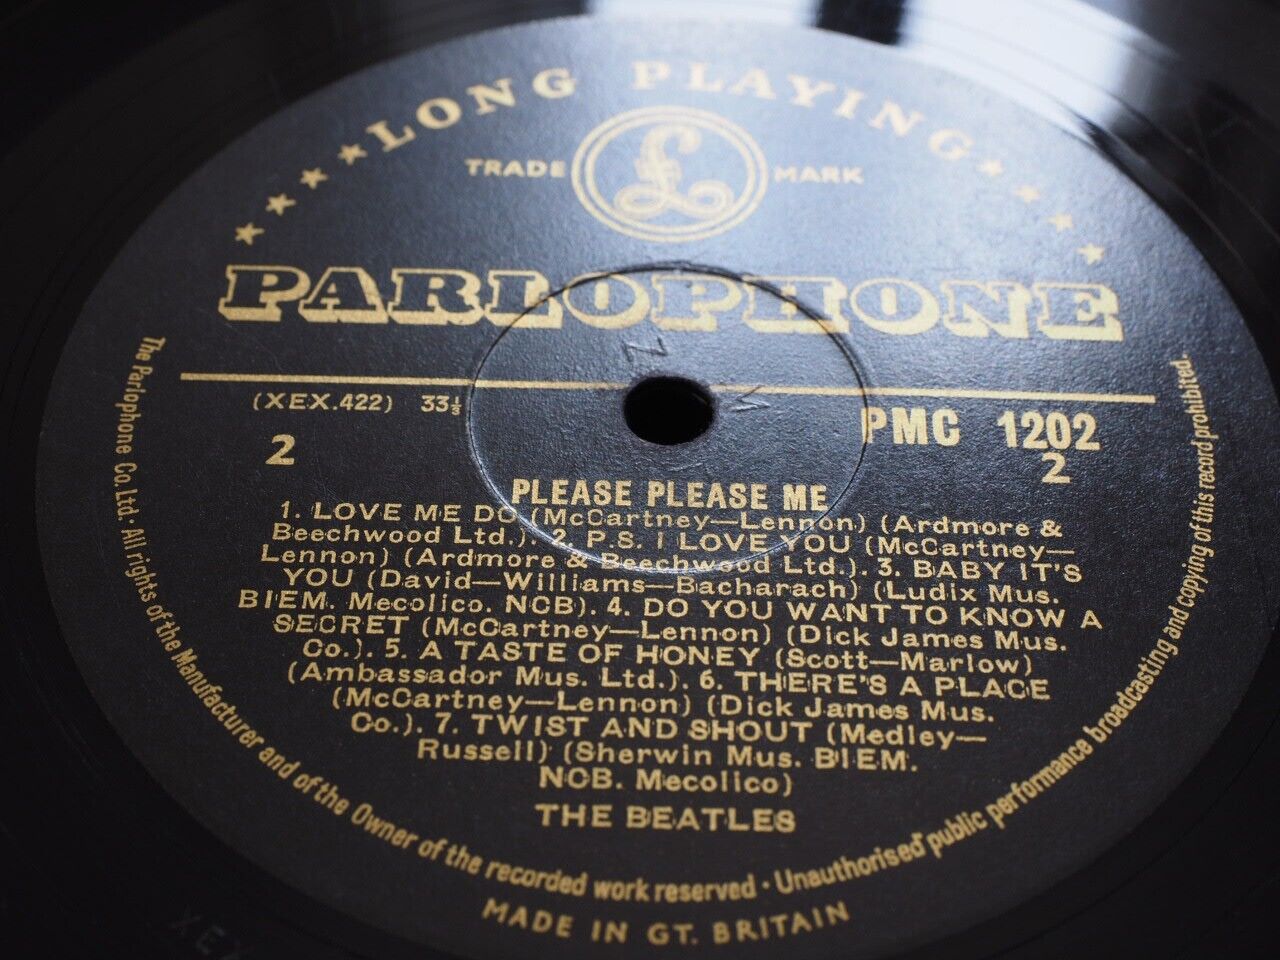 LONG PLAYING
TRADE MARK
£
PARLOPHONE
(XEX.422) 33⅓
PMC 1202
2
2
PLEASE PLEASE ME
1. LOVE ME DO (McCartney—Lennon) (Ardmore &
Beechwood Ltd.). 2. P.S. I LOVE YOU (McCartney—
Lennon) (Ardmore & Beechwood Ltd.). 3. BABY IT'S
YOU (David—Williams—Bacharach) (Ludix Mus.
BIEM. Mecolico. NCB). 4. DO YOU WANT TO KNOW A
SECRET (McCartney—Lennon) (Dick James Mus.
Co.). 5. A TASTE OF HONEY (Scott—Marlow)
(Ambassador Mus. Ltd.). 6. THERE'S A PLACE
(McCartney—Lennon) (Dick James Mus.
Co.). 7. TWIST AND SHOUT (Medley—
Russell) (Sherwin Mus. BIEM.
NCB. Mecolico)
THE BEATLES
The Parlophone Co. Ltd. · All rights of the Manufacturer and of the Owner of the recorded work reserved · Unauthorised public performance broadcasting and copying of this record prohibited.
MADE IN GT. BRITAIN
XEX